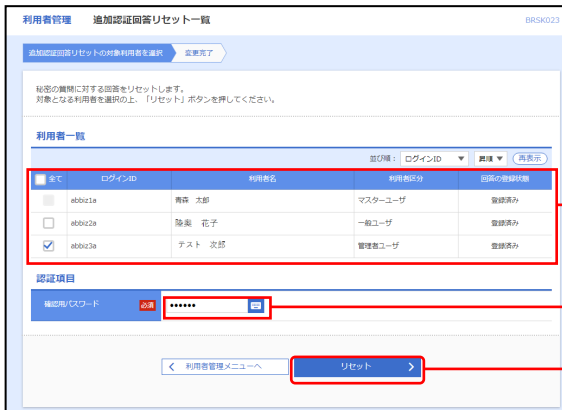 利用者管理 追加認証回答リセット一覧 BRSK023
追加認証回答リセットの対象利用者を選択 変更完了
秘密の質問に対する回答をリセットします。
対象となる利用者を選択の上、「リセット」ボタンを押してください。
利用者一覧
並び順： ログインID ▼ 昇順 ▼ 再表示
全て ログインID 利用者名 利用者区分 回答の登録状態
abbiz1a 青森 太郎 マスターユーザ 登録済み
abbiz2a 陸奥 花子 一般ユーザ 登録済み
abbiz3a テスト 次郎 管理者ユーザ 登録済み
認証項目
確認用パスワード 必須 ••••••
利用者管理メニューへ リセット